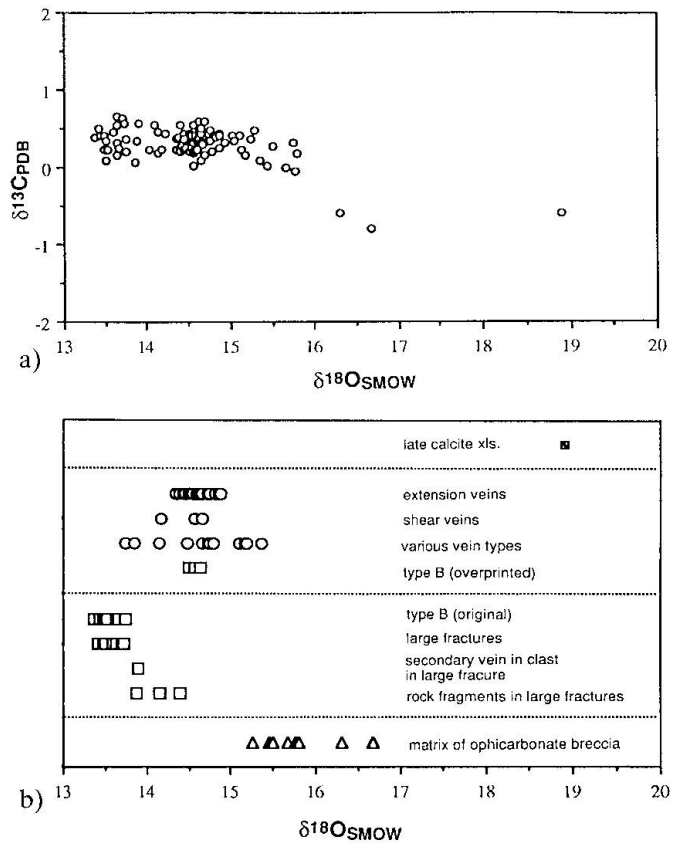 2
1
0
-1
-2
δ13CPDB
13 14 15 16 17 18 19 20
a)
δ18OSMOW
late calcite xls.
extension veins
shear veins
various vein types
type B (overprinted)
type B (original)
large fractures
secondary vein in clast
in large fracure
rock fragments in large fractures
matrix of ophicarbonate breccia
13 14 15 16 17 18 19 20
b)
δ18OSMOW